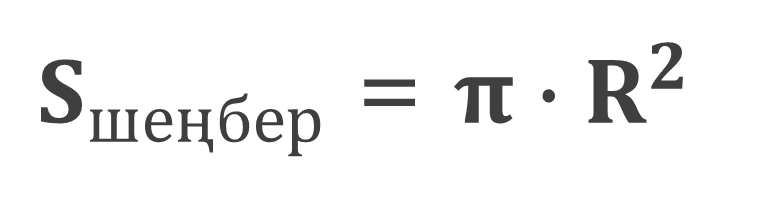 Sшеңбер = π · R²